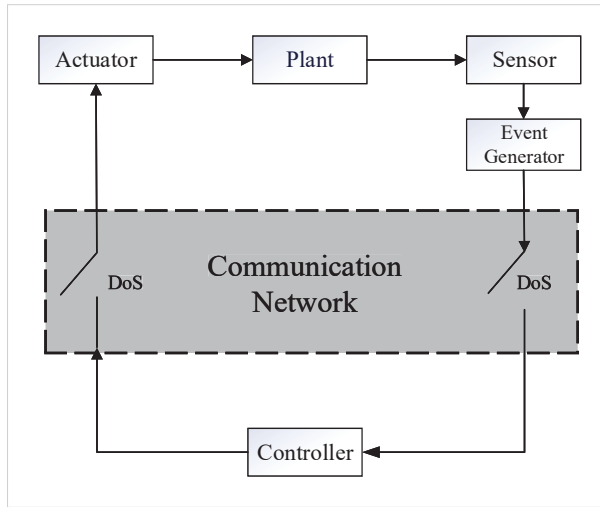 Actuator
Plant
Sensor
Event
Generator
Communication
Network
DoS
DoS
Controller